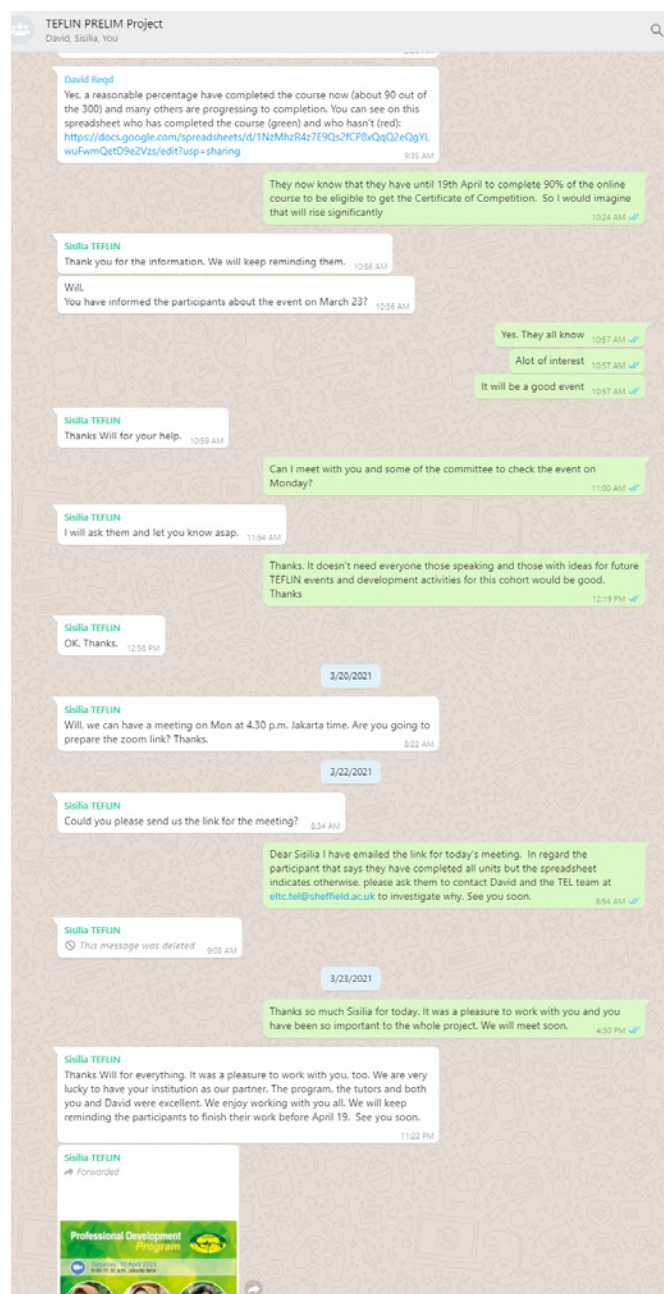 TEFLIN PRELIM Project
David, Sisilia, You
David Reqd
Yes, a reasonable percentage have completed the course now (about 90 out of
the 300) and many others are progressing to completion. You can see on this
spreadsheet who has completed the course (green) and who hasn't (red):
https://docs.google.com/spreadsheets/d/1NzMhzR4z7E9Qs2fCP8xQqQ2eQgYL
wuFwmQetD9e2Vzs/edit?usp=sharing
9:35 AM
They now know that they have until 19th April to complete 90% of the online
course to be eligible to get the Certificate of Competition. So I would imagine
that will rise significantly
10:24 AM
Sisilia TEFLIN
Thank you for the information. We will keep reminding them.
10:56 AM
Will,
You have informed the participants about the event on March 23?
10:56 AM
Yes. They all know
10:57 AM
Alot of interest
10:57 AM
It will be a good event
10:57 AM
Sisilia TEFLIN
Thanks Will for your help.
10:59 AM
Can I meet with you and some of the committee to check the event on
Monday?
11:00 AM
Sisilia TEFLIN
I will ask them and let you know asap.
11:54 AM
Thanks. It doesn't need everyone those speaking and those with ideas for future
TEFLIN events and development activities for this cohort would be good.
Thanks
12:19 PM
Sisilia TEFLIN
OK. Thanks.
12:58 PM
3/20/2021
Sisilia TEFLIN
Will, we can have a meeting on Mon at 4.30 p.m. Jakarta time. Are you going to
prepare the zoom link? Thanks.
8:22 AM
3/22/2021
Sisilia TEFLIN
Could you please send us the link for the meeting?
8:34 AM
Dear Sisilia I have emailed the link for today's meeting. In regard the
participant that says they have completed all units but the spreadsheet
indicates otherwise, please ask them to contact David and the TEL team at
eltc.tel@sheffield.ac.uk to investigate why. See you soon.
8:54 AM
Sisilia TEFLIN
This message was deleted
9:08 AM
3/23/2021
Thanks so much Sisilia for today. It was a pleasure to work with you and you
have been so important to the whole project. We will meet soon.
4:30 PM
Sisilia TEFLIN
Thanks Will for everything. It was a pleasure to work with you, too. We are very
lucky to have your institution as our partner. The program, the tutors and both
you and David were excellent. We enjoy working with you all. We will keep
reminding the participants to finish their work before April 19. See you soon.
11:22 PM
Sisilia TEFLIN
Forwarded
Professional Development
Program
Saturday, 10 April 2021